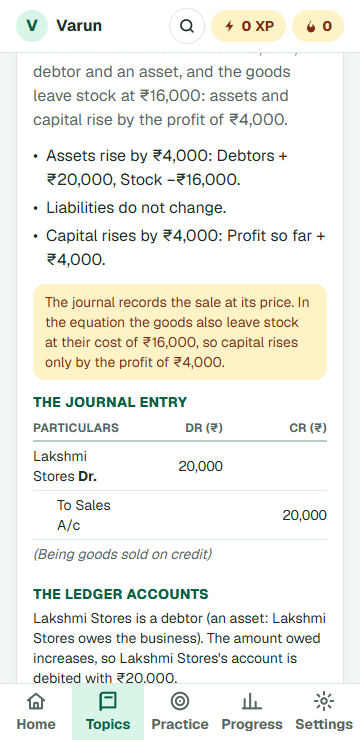 V Varun 0 XP 0
debtor and an asset, and the goods
leave stock at ₹16,000: assets and
capital rise by the profit of ₹4,000.
• Assets rise by ₹4,000: Debtors +
₹20,000, Stock −₹16,000.
• Liabilities do not change.
• Capital rises by ₹4,000: Profit so far +
₹4,000.
The journal records the sale at its price. In
the equation the goods also leave stock
at their cost of ₹16,000, so capital rises
only by the profit of ₹4,000.
THE JOURNAL ENTRY
PARTICULARS DR (₹) CR (₹)
Lakshmi
Stores Dr. 20,000
To Sales
A/c 20,000
(Being goods sold on credit)
THE LEDGER ACCOUNTS
Lakshmi Stores is a debtor (an asset: Lakshmi
Stores owes the business). The amount owed
increases, so Lakshmi Stores's account is
debited with ₹20,000.
Home Topics Practice Progress Settings